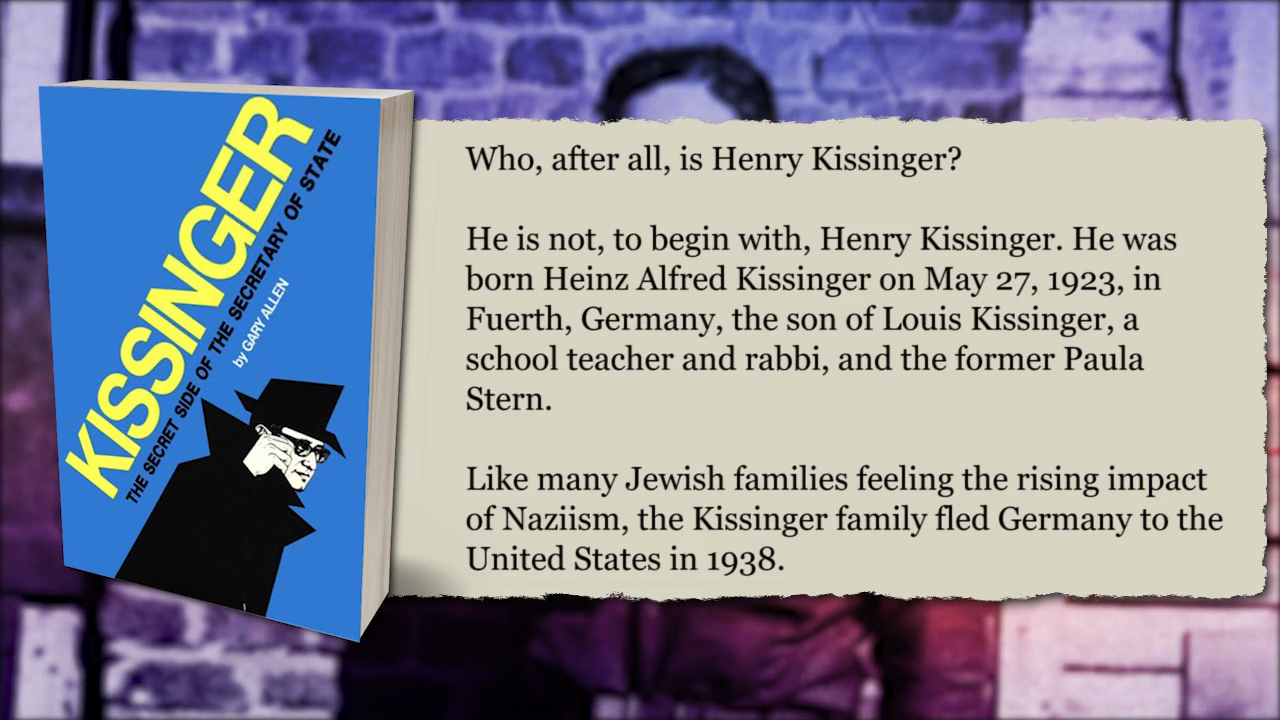 KISSINGER
THE SECRET SIDE OF THE SECRETARY OF STATE
by GARY ALLEN
Who, after all, is Henry Kissinger?
He is not, to begin with, Henry Kissinger. He was
born Heinz Alfred Kissinger on May 27, 1923, in
Fuerth, Germany, the son of Louis Kissinger, a
school teacher and rabbi, and the former Paula
Stern.
Like many Jewish families feeling the rising impact
of Naziism, the Kissinger family fled Germany to the
United States in 1938.